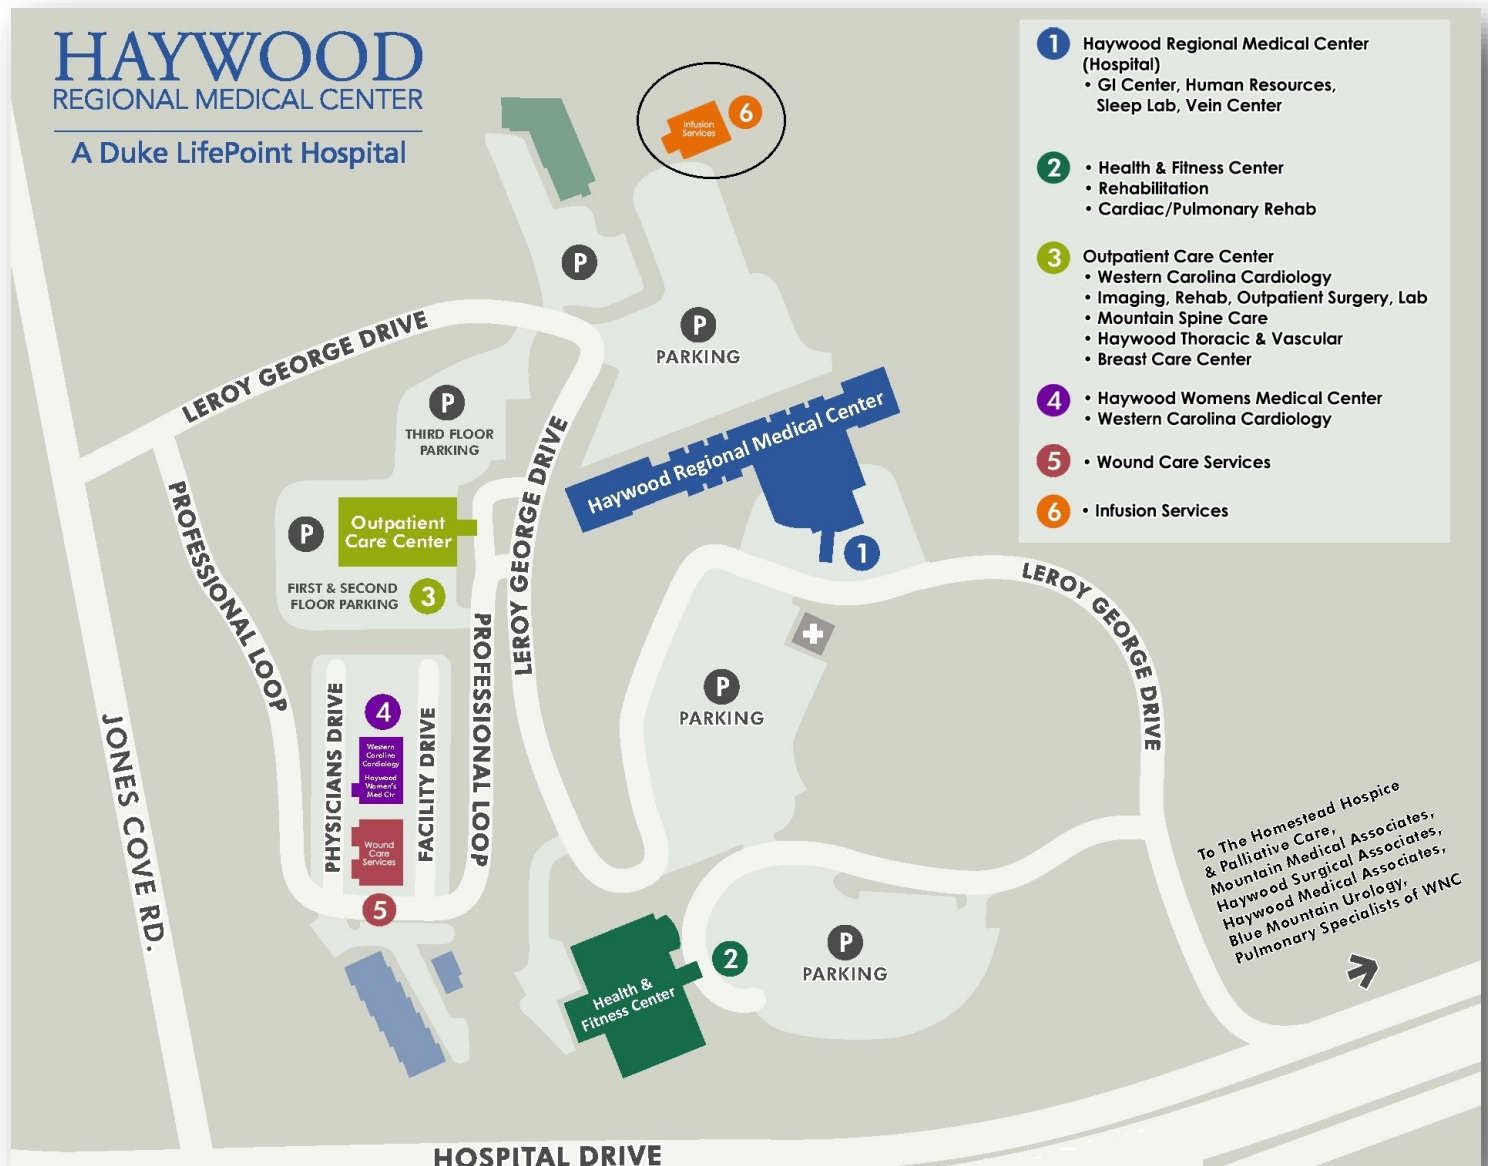 HAYWOOD
REGIONAL MEDICAL CENTER
A Duke LifePoint Hospital
1
Haywood Regional Medical Center
(Hospital)
• GI Center, Human Resources,
Sleep Lab, Vein Center
2
• Health & Fitness Center
• Rehabilitation
• Cardiac/Pulmonary Rehab
3
Outpatient Care Center
• Western Carolina Cardiology
• Imaging, Rehab, Outpatient Surgery, Lab
• Mountain Spine Care
• Haywood Thoracic & Vascular
• Breast Care Center
4
• Haywood Womens Medical Center
• Western Carolina Cardiology
5
• Wound Care Services
6
• Infusion Services
Infusion
Services
6
P
P
PARKING
LEROY GEORGE DRIVE
P
THIRD FLOOR
PARKING
LEROY GEORGE DRIVE
Haywood Regional Medical Center
1
PROFESSIONAL LOOP
P
Outpatient
Care Center
FIRST & SECOND
FLOOR PARKING
3
LEROY GEORGE DRIVE
PROFESSIONAL LOOP
P
PARKING
PHYSICIANS DRIVE
4
Western
Carolina
Cardiology
Haywood
Women's
Med Ctr
FACILITY DRIVE
Wound
Care
Services
5
JONES COVE RD.
Health &
Fitness Center
2
P
PARKING
To The Homestead Hospice
& Palliative Care,
Mountain Medical Associates,
Haywood Surgical Associates,
Haywood Medical Associates,
Blue Mountain Urology,
Pulmonary Specialists of WNC
HOSPITAL DRIVE